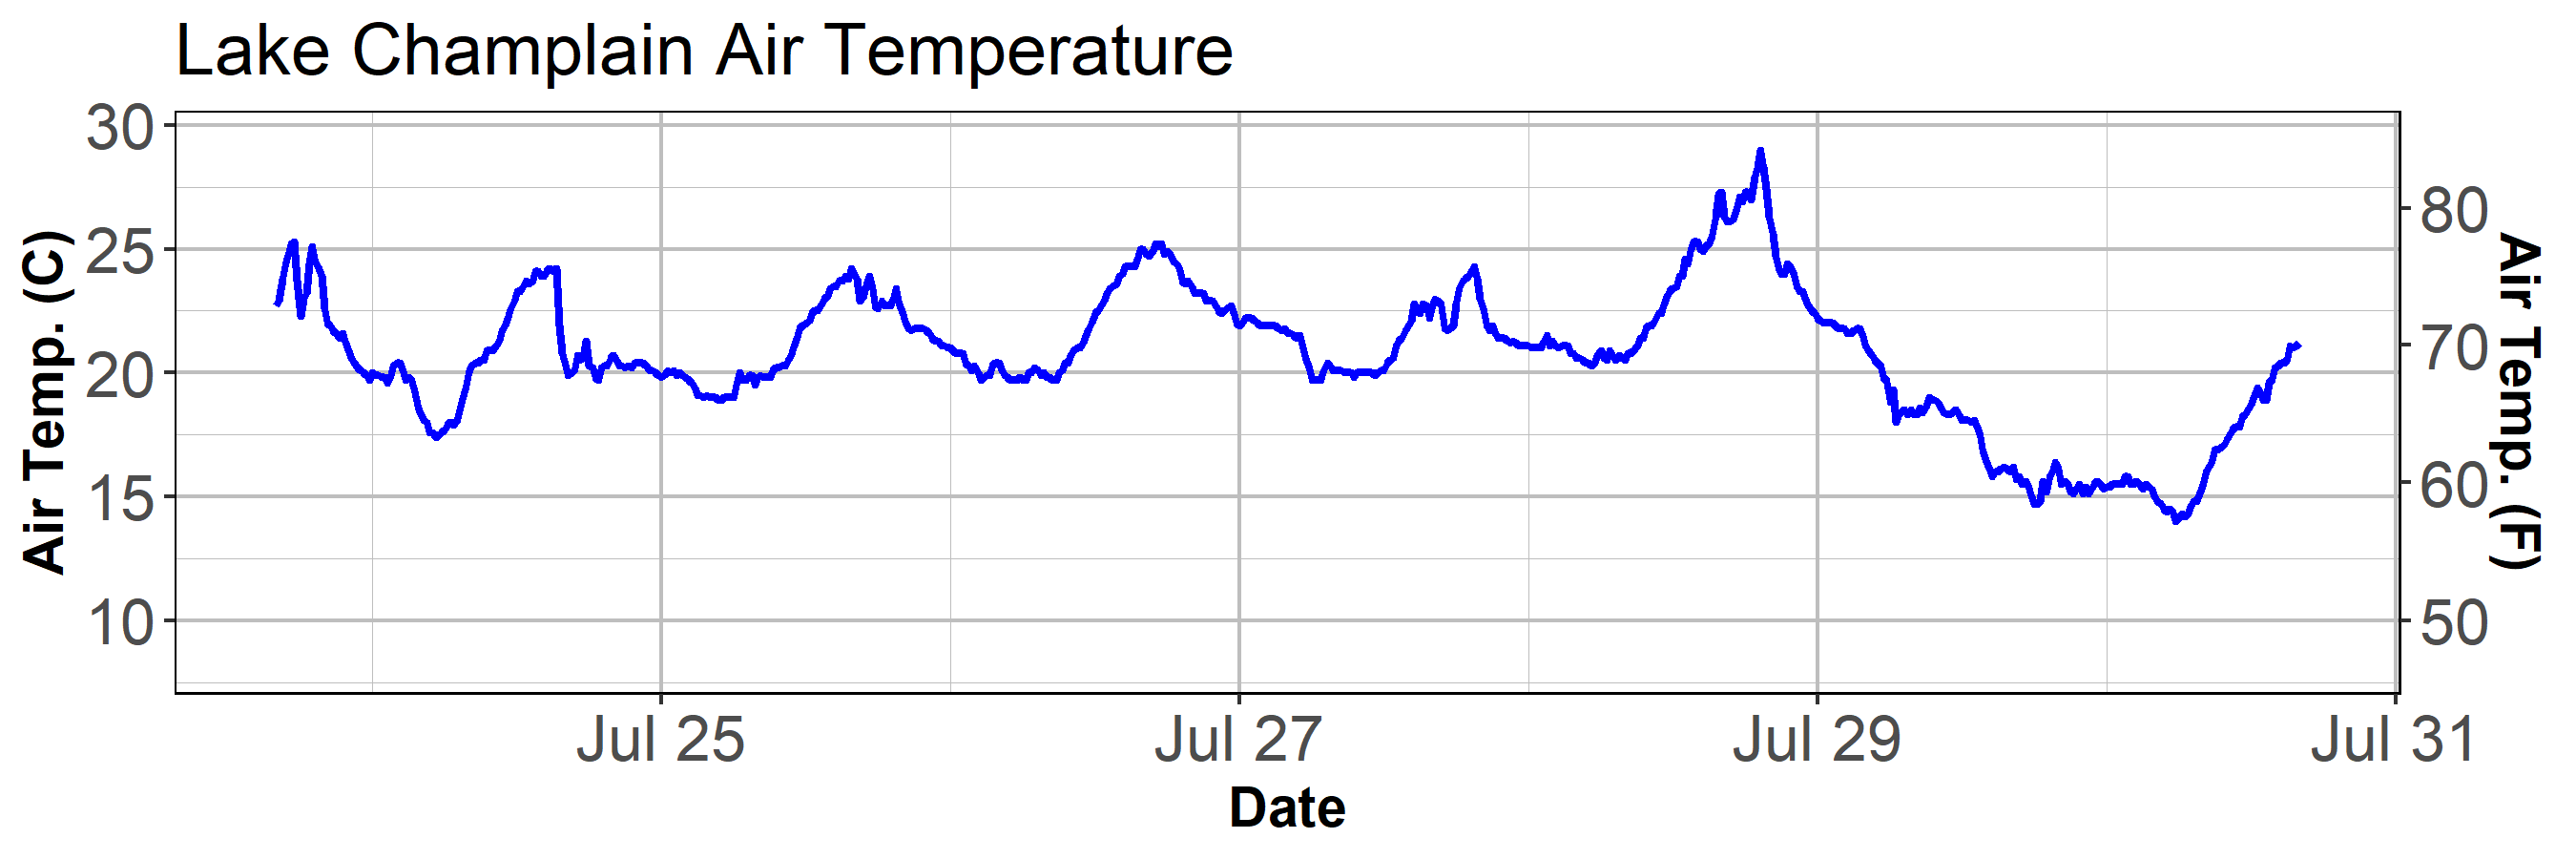 Lake Champlain Air Temperature
Air Temp. (C)
30
25
20
15
10
80
70
60
50
Air Temp. (F)
Jul 25
Jul 27
Jul 29
Jul 31
Date